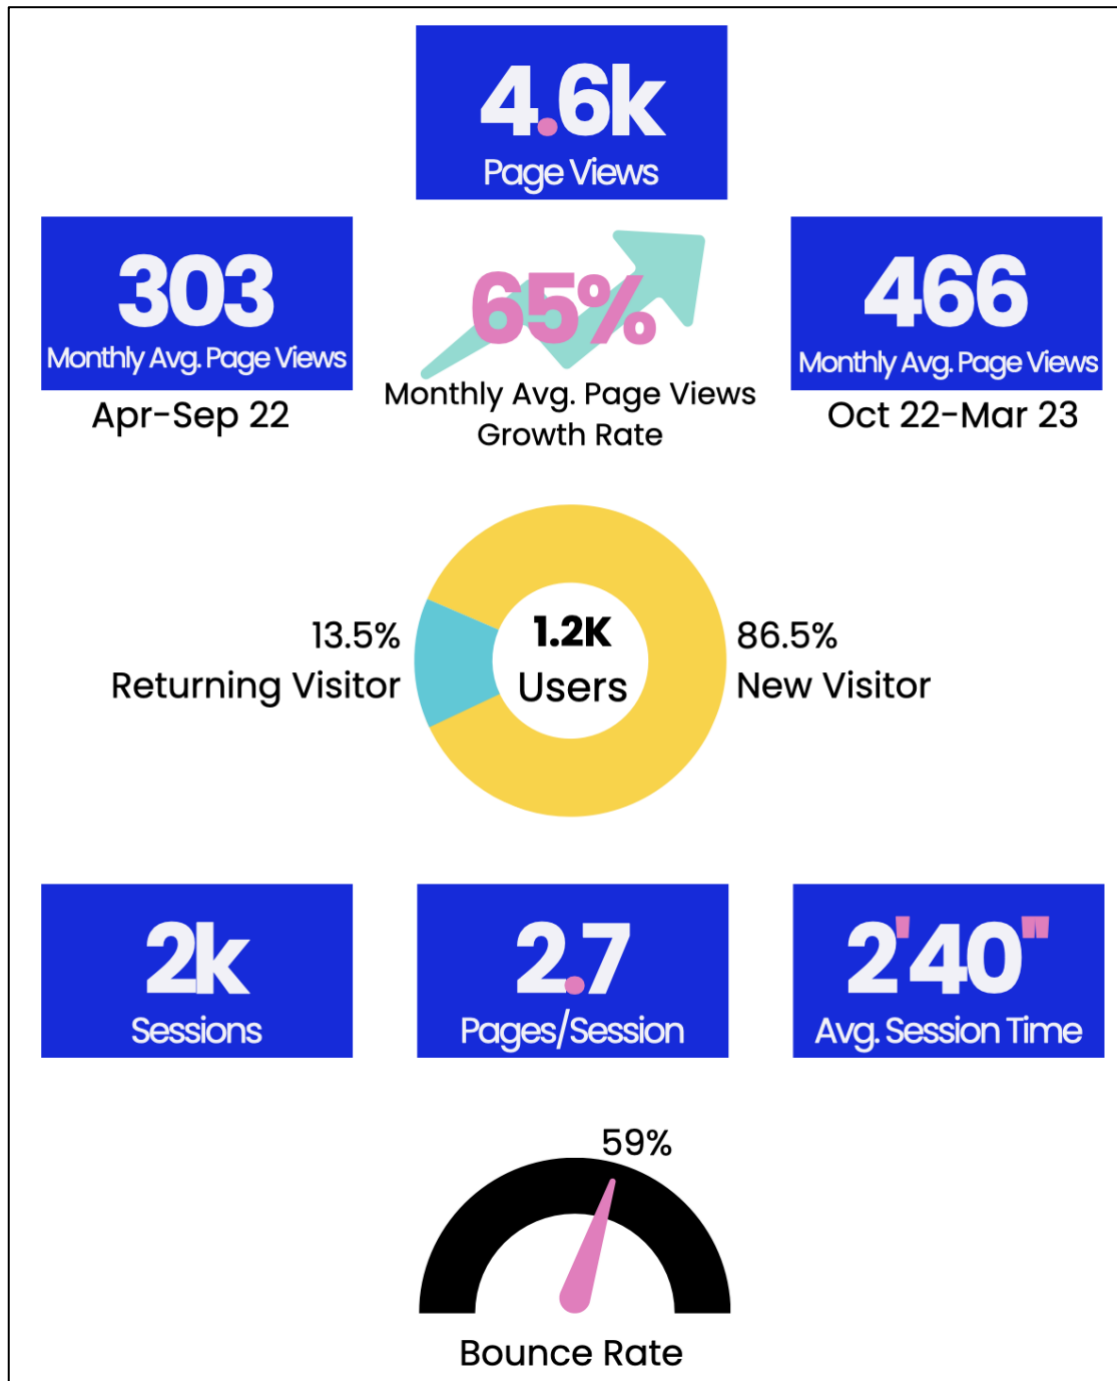 4.6k
Page Views
303
Monthly Avg. Page Views
Apr-Sep 22
65%
Monthly Avg. Page Views
Growth Rate
466
Monthly Avg. Page Views
Oct 22-Mar 23
13.5%
Returning Visitor
1.2K
Users
86.5%
New Visitor
2k
Sessions
2.7
Pages/Session
2'40"
Avg. Session Time
59%
Bounce Rate